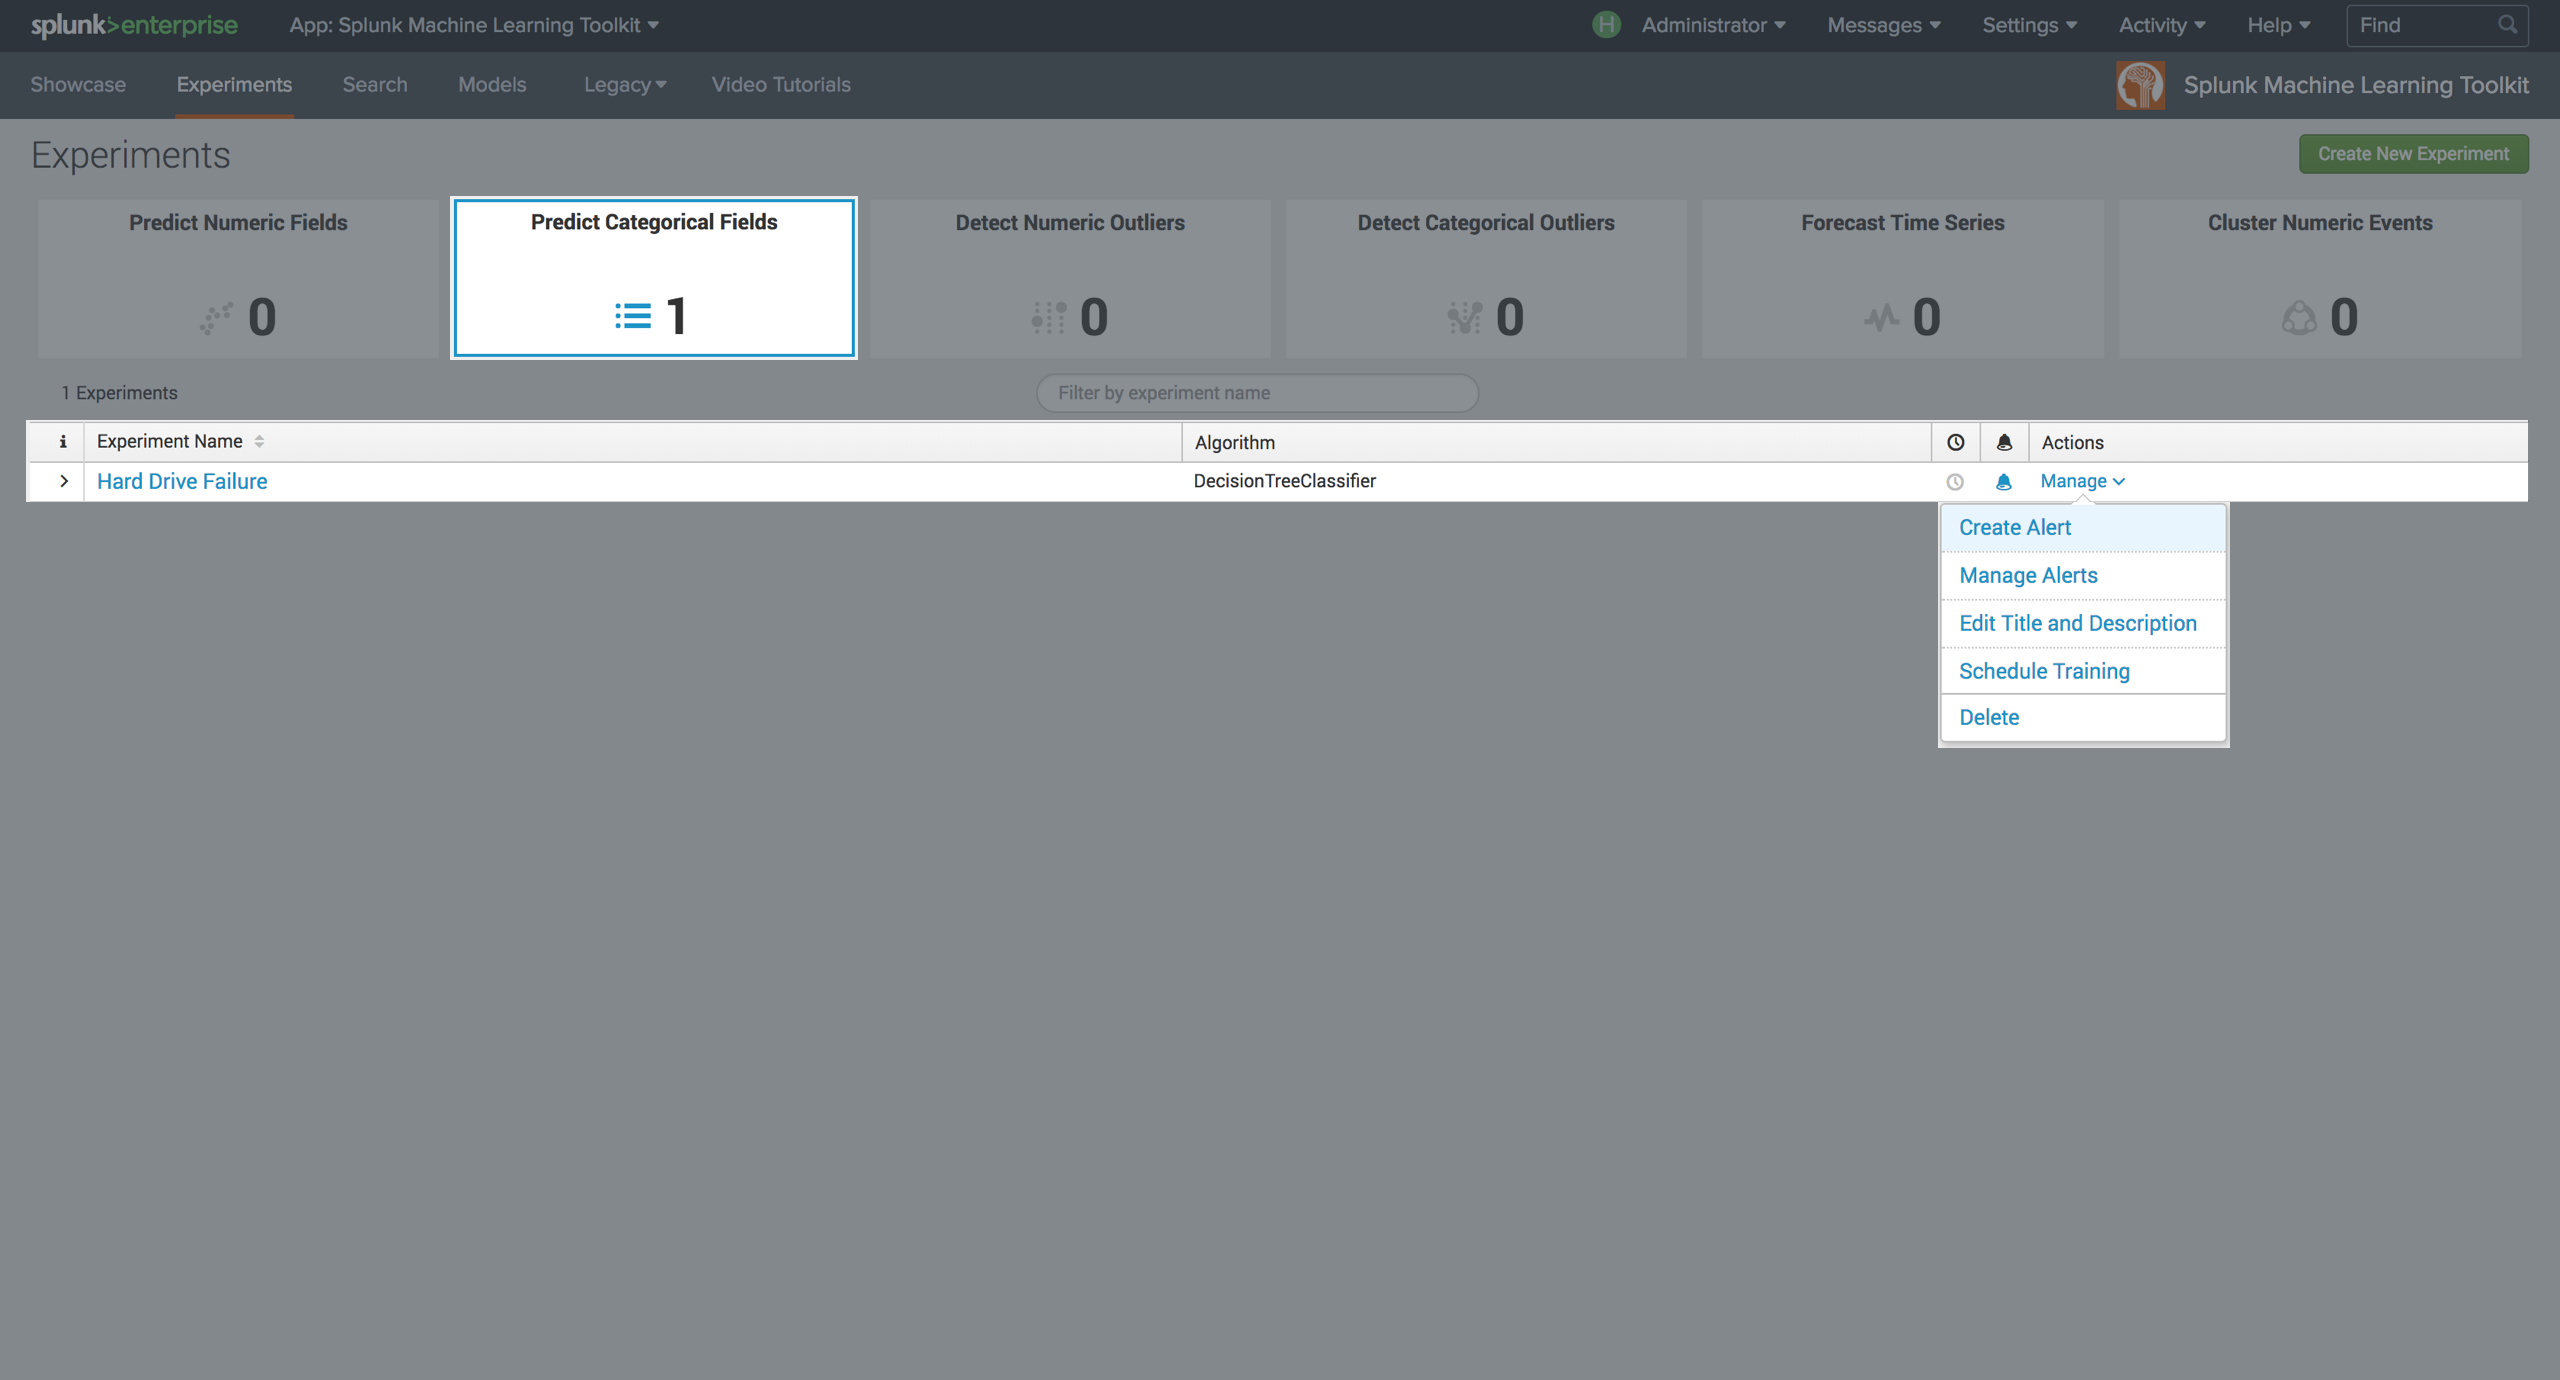 splunk>enterprise App: Splunk Machine Learning Toolkit H Administrator Messages Settings Activity Help Find
Showcase Experiments Search Models Legacy Video Tutorials Splunk Machine Learning Toolkit
Experiments Create New Experiment
Predict Numeric Fields Predict Categorical Fields Detect Numeric Outliers Detect Categorical Outliers Forecast Time Series Cluster Numeric Events
0 1 0 0 0 0
1 Experiments Filter by experiment name
i Experiment Name Algorithm Actions
Hard Drive Failure DecisionTreeClassifier Manage
Create Alert
Manage Alerts
Edit Title and Description
Schedule Training
Delete